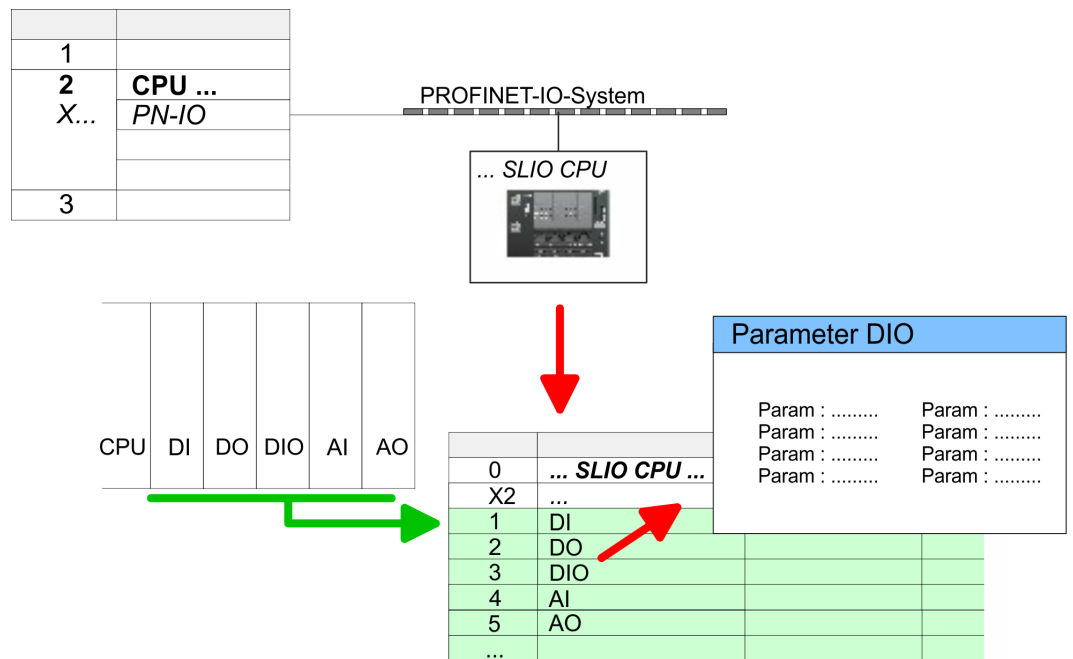 1
2 CPU ...
X... PN-IO
3
PROFINET-IO-System
... SLIO CPU
CPU DI DO DIO AI AO
Parameter DIO
Param : ......... Param : .........
Param : ......... Param : .........
Param : ......... Param : .........
Param : ......... Param : .........
0 ... SLIO CPU ...
X2 ...
1 DI
2 DO
3 DIO
4 AI
5 AO
...